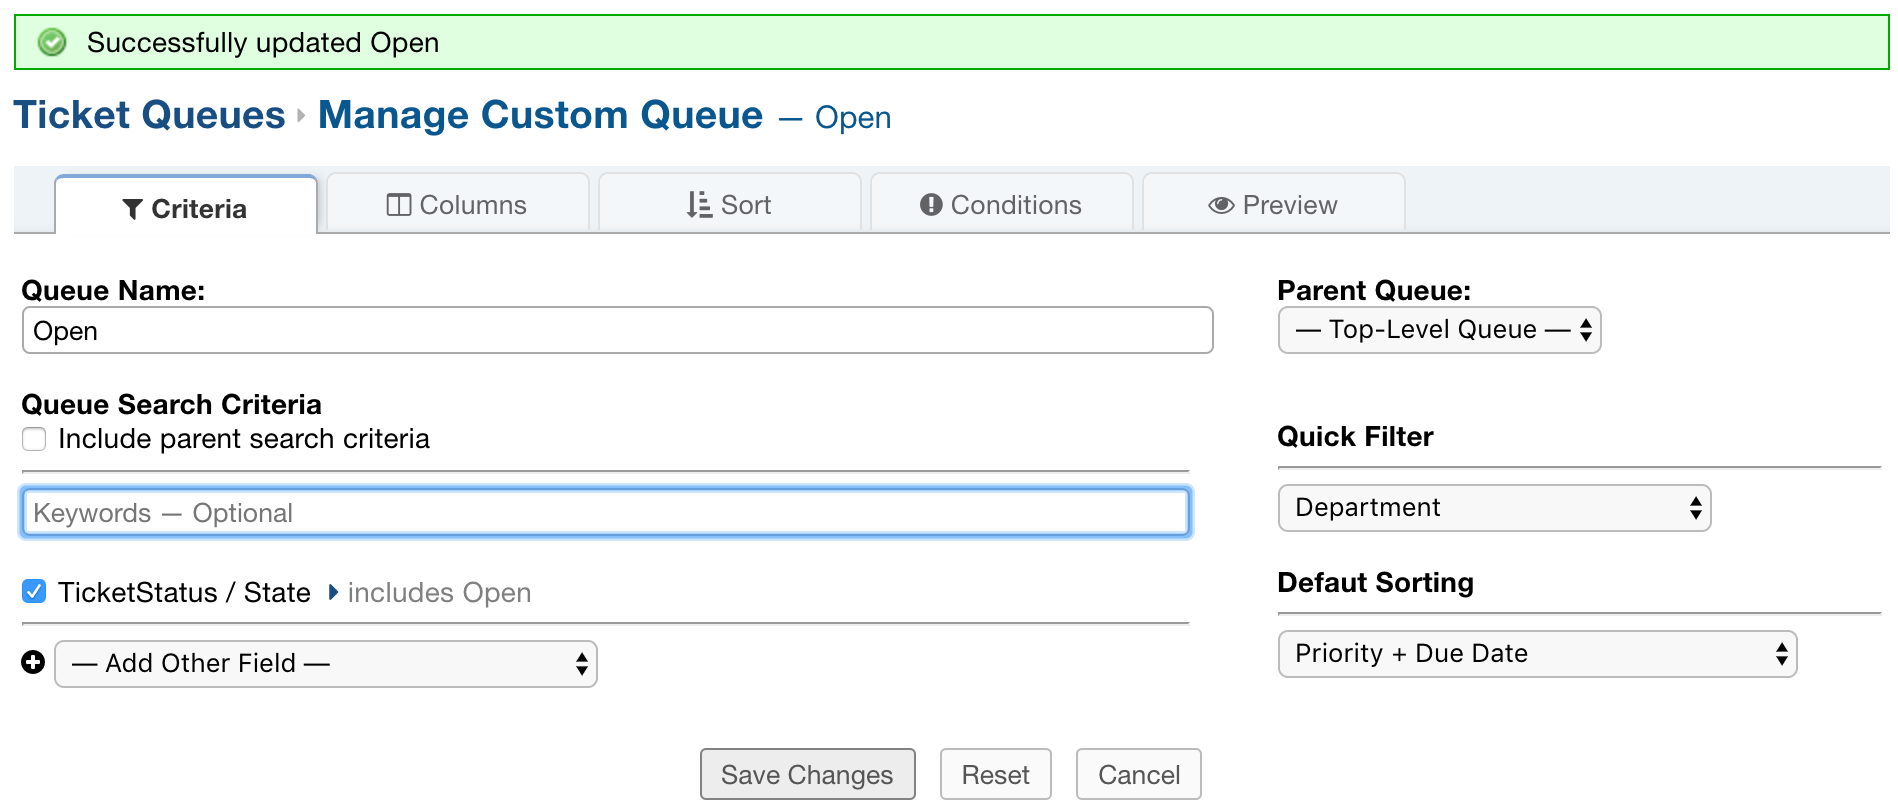 Successfully updated Open
Ticket Queues Manage Custom Queue — Open
Criteria Columns Sort Conditions Preview
Queue Name:
Open
Parent Queue:
— Top-Level Queue —
Queue Search Criteria
Include parent search criteria
Keywords — Optional
Quick Filter
Department
TicketStatus / State includes Open
— Add Other Field —
Defaut Sorting
Priority + Due Date
Save Changes Reset Cancel